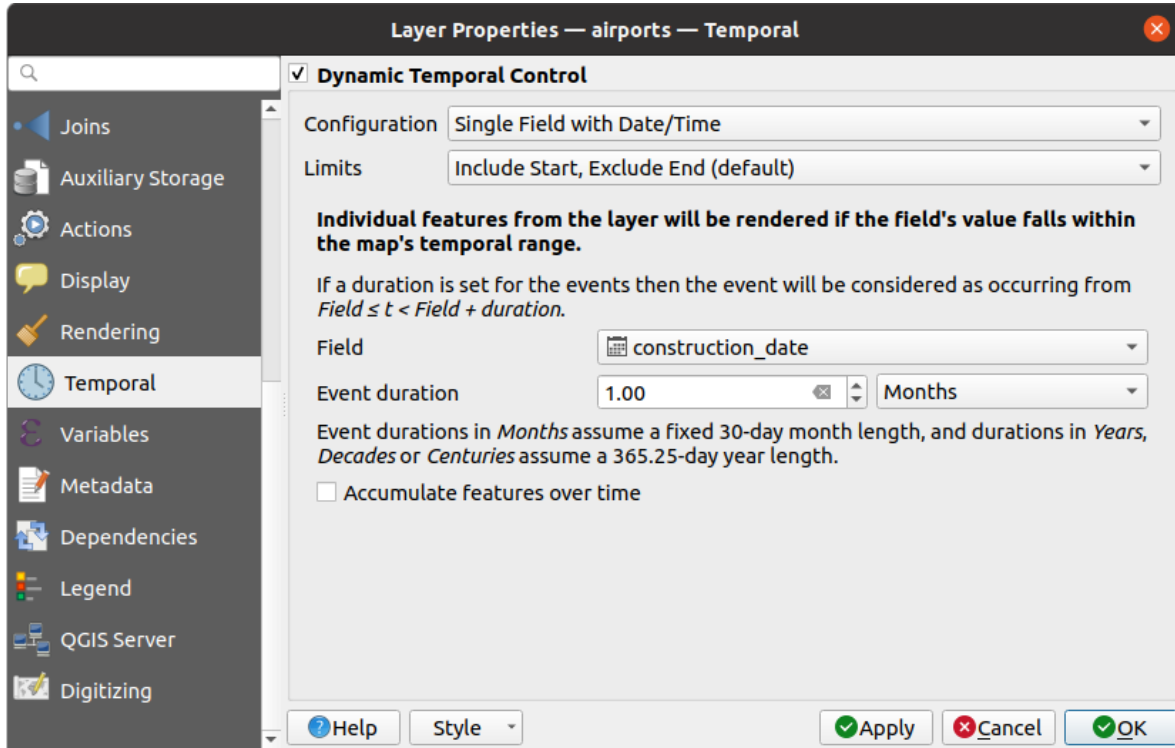 Layer Properties — airports — Temporal
Dynamic Temporal Control
Joins
Auxiliary Storage
Actions
Display
Rendering
Temporal
Variables
Metadata
Dependencies
Legend
QGIS Server
Digitizing
Configuration Single Field with Date/Time
Limits Include Start, Exclude End (default)
Individual features from the layer will be rendered if the field's value falls within
the map's temporal range.
If a duration is set for the events then the event will be considered as occurring from
Field ≤ t < Field + duration.
Field construction_date
Event duration 1.00 Months
Event durations in Months assume a fixed 30-day month length, and durations in Years,
Decades or Centuries assume a 365.25-day year length.
Accumulate features over time
Help Style Apply Cancel OK